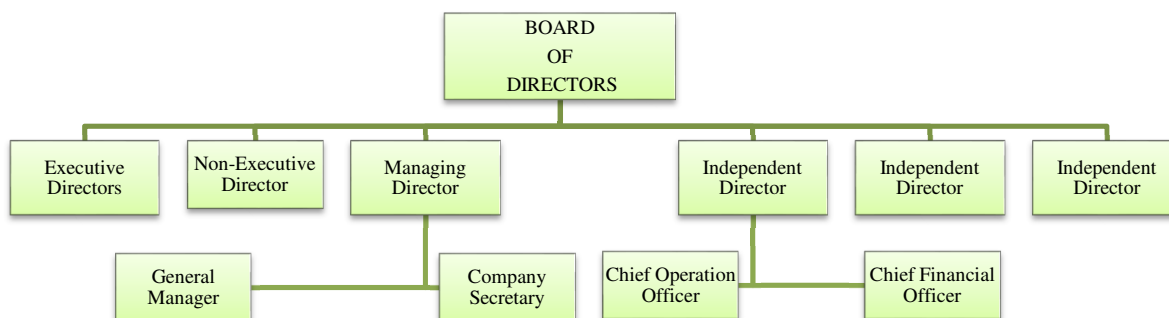 BOARD
OF
DIRECTORS
Executive
Directors
Non-Executive
Director
Managing
Director
Independent
Director
Independent
Director
Independent
Director
General
Manager
Company
Secretary
Chief Operation
Officer
Chief Financial
Officer